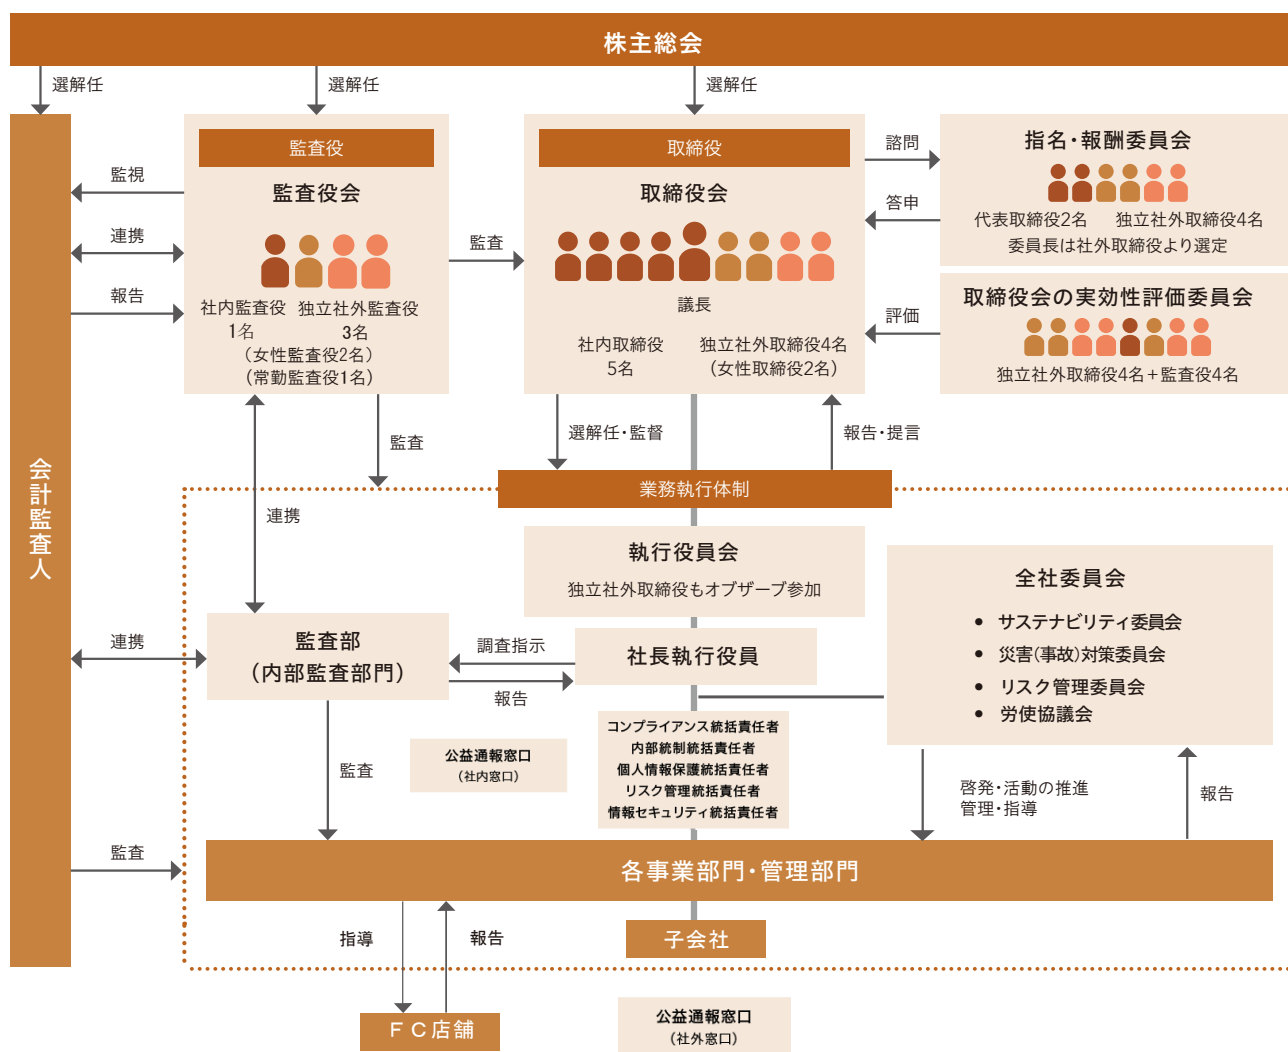 株主総会
選解任
選解任
選解任
会計監査人
監査役
監査役会
社内監査役
1名
独立社外監査役
3名
（女性監査役2名）
（常勤監査役1名）
監視
連携
報告
監査
取締役
取締役会
議長
社内取締役
5名
独立社外取締役4名
（女性取締役2名）
諮問
答申
評価
指名・報酬委員会
代表取締役2名　独立社外取締役4名
委員長は社外取締役より選定
取締役会の実効性評価委員会
独立社外取締役4名＋監査役4名
連携
監査
選解任・監督
報告・提言
業務執行体制
執行役員会
独立社外取締役もオブザーブ参加
社長執行役員
連携
監査部
（内部監査部門）
調査指示
報告
全社委員会
• サステナビリティ委員会
• 災害（事故）対策委員会
• リスク管理委員会
• 労使協議会
コンプライアンス統括責任者
内部統制統括責任者
個人情報保護統括責任者
リスク管理統括責任者
情報セキュリティ統括責任者
公益通報窓口
（社内窓口）
監査
啓発・活動の推進
管理・指導
報告
監査
各事業部門・管理部門
子会社
指導
報告
ＦＣ店舗
公益通報窓口
（社外窓口）